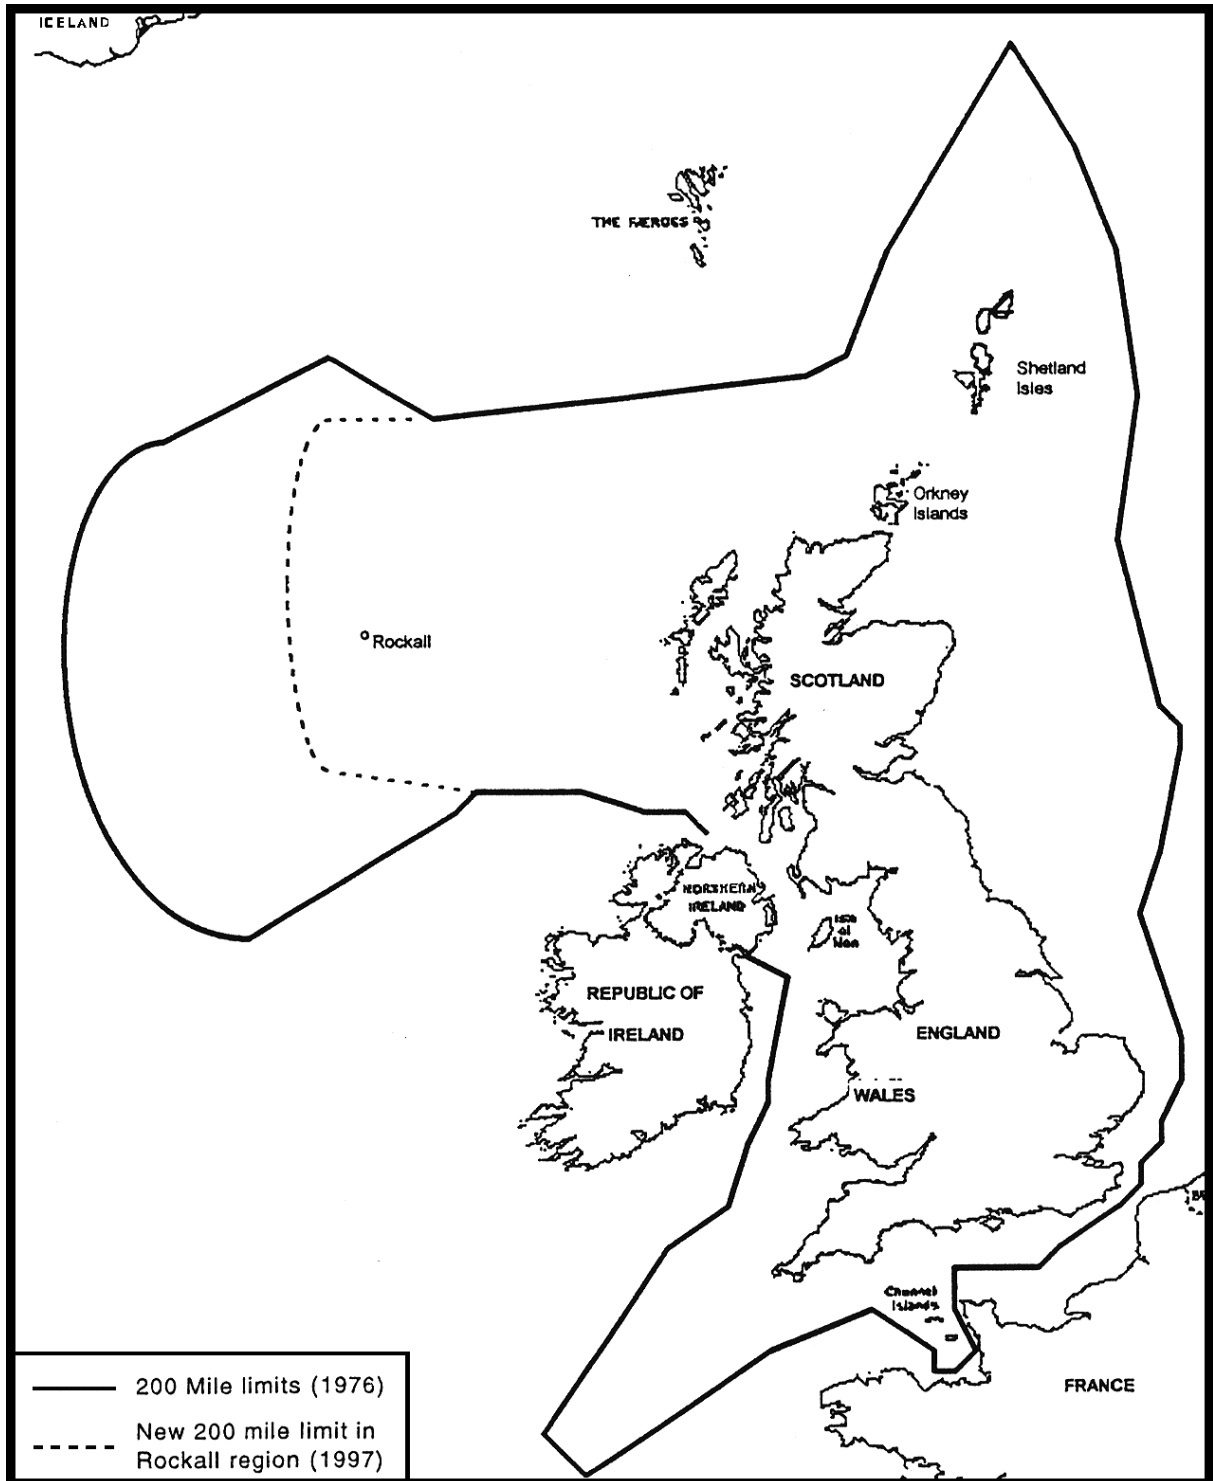 ICELAND
THE FÆROES
Shetland
Isles
Orkney
Islands
Rockall
SCOTLAND
NORTHERN
IRELAND
Isle
of
Man
REPUBLIC OF
IRELAND
ENGLAND
WALES
Channel
Islands
FRANCE
200 Mile limits (1976)
New 200 mile limit in
Rockall region (1997)